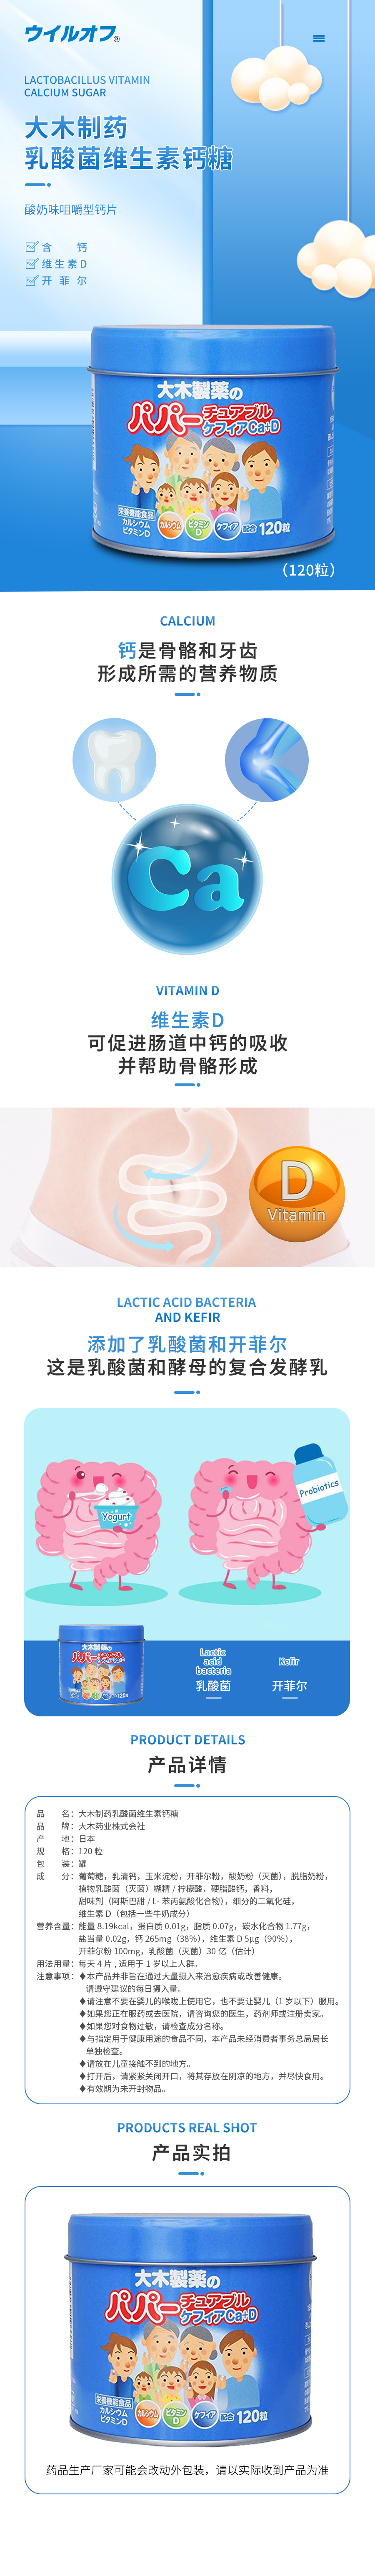 ウイルオフ®
LACTOBACILLUS VITAMIN
CALCIUM SUGAR
大木制药
乳酸菌维生素钙糖
酸奶味咀嚼型钙片
含 钙
维生素D
开菲尔
大木製薬の
パパー チュアブル
ケフィア Ca+D
栄養機能食品
カルシウム
ビタミンD
カルシウム
ビタミンD
ケフィア
配合 120粒
（120粒）
CALCIUM
钙是骨骼和牙齿
形成所需的营养物质
Ca
VITAMIN D
维生素D
可促进肠道中钙的吸收
并帮助骨骼形成
D
Vitamin
LACTIC ACID BACTERIA
AND KEFIR
添加了乳酸菌和开菲尔
这是乳酸菌和酵母的复合发酵乳
Yogurt
Probiotics
大木製薬の
Lactic
acid
bacteria
乳酸菌
Kefir
开菲尔
PRODUCT DETAILS
产品详情
品 名：大木制药乳酸菌维生素钙糖
品 牌：大木药业株式会社
产 地：日本
规 格：120 粒
包 装：罐
成 分：葡萄糖，乳清钙，玉米淀粉，开菲尔粉，酸奶粉（灭菌），脱脂奶粉，
植物乳酸菌（灭菌）糊精 / 柠檬酸，硬脂酸钙，香料，
甜味剂（阿斯巴甜 / L- 苯丙氨酸化合物），细分的二氧化硅，
维生素 D（包括一些牛奶成分）
营养含量：能量 8.19kcal，蛋白质 0.01g，脂质 0.07g，碳水化合物 1.77g，
盐当量 0.02g，钙 265mg（38%），维生素 D 5μg（90%），
开菲尔粉 100mg，乳酸菌（灭菌）30 亿（估计）
用法用量：每天 4 片 , 适用于 1 岁以上人群。
注意事项：♦本产品并非旨在通过大量摄入来治愈疾病或改善健康。
请遵守建议的每日摄入量。
♦请注意不要在婴儿的喉咙上使用它，也不要让婴儿（1 岁以下）服用。
♦如果您正在服药或去医院，请咨询您的医生，药剂师或注册卖家。
♦如果您对食物过敏，请检查成分名称。
♦与指定用于健康用途的食品不同，本产品未经消费者事务总局局长
单独检查。
♦请放在儿童接触不到的地方。
♦打开后，请紧紧关闭开口，将其存放在阴凉的地方，并尽快食用。
♦有效期为未开封物品。
PRODUCTS REAL SHOT
产品实拍
大木製薬の
パパー チュアブル
ケフィア Ca+D
栄養機能食品
カルシウム
ビタミンD
カルシウム
ビタミンD
ケフィア
配合 120粒
药品生产厂家可能会改动外包装，请以实际收到产品为准